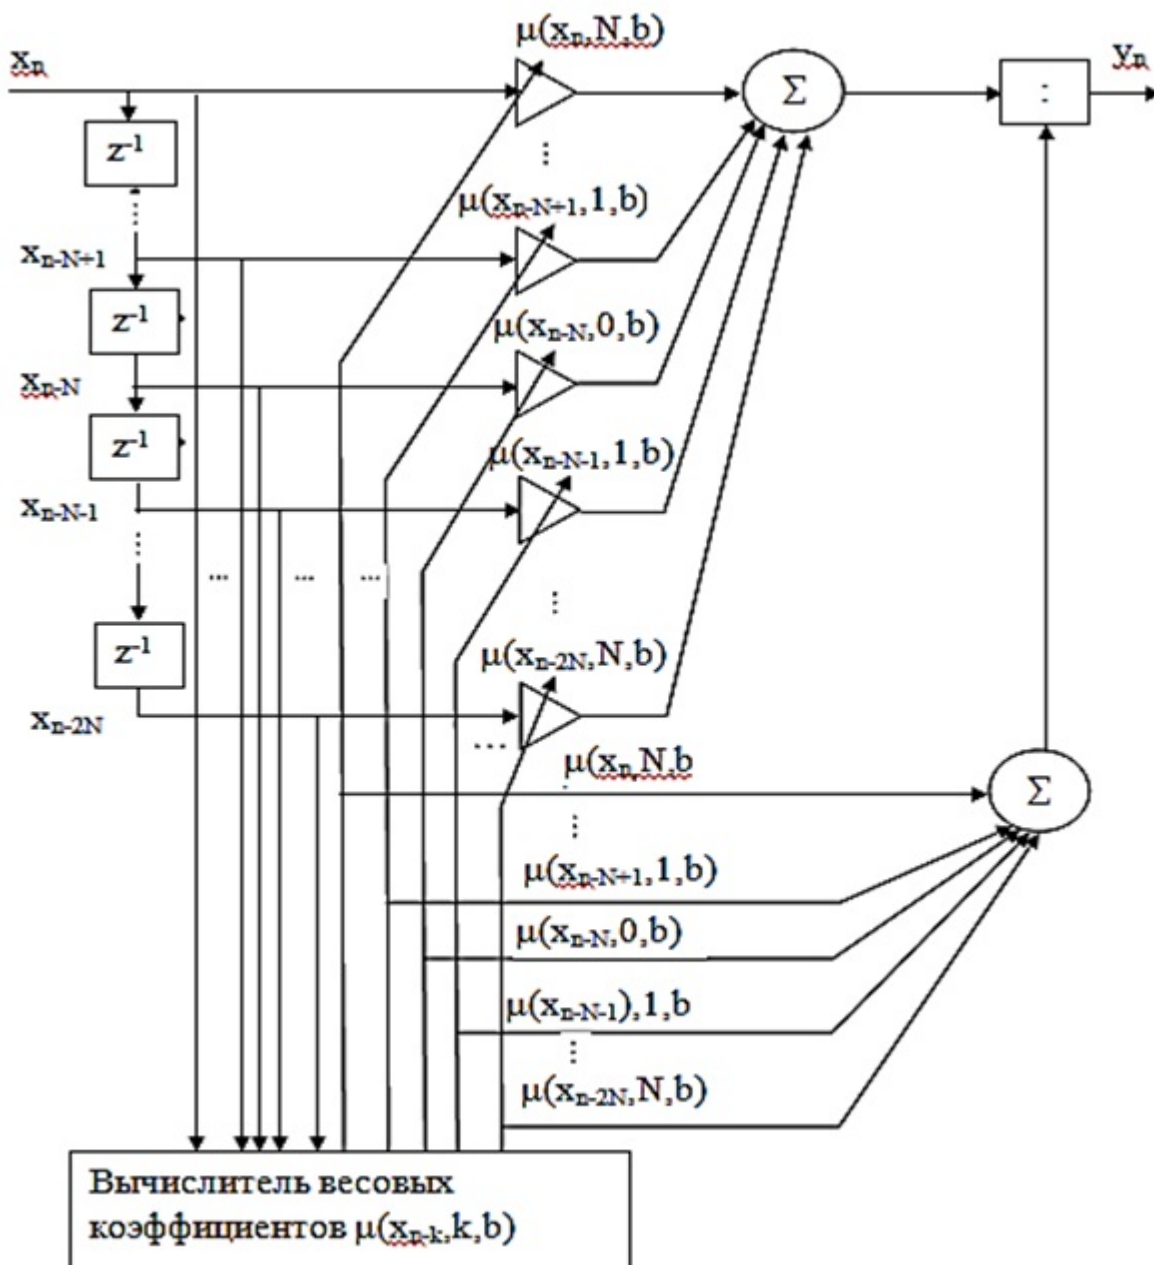 μ(xₙ,N,b)
xₙ
yₙ
Σ
:
z⁻¹
⋮
μ(xₙ₋N₊₁,1,b)
xₙ₋N₊₁
z⁻¹
μ(xₙ₋N,0,b)
xₙ₋N
z⁻¹
μ(xₙ₋N₋₁,1,b)
xₙ₋N₋₁
⋮
... ... ...
⋮
z⁻¹
μ(xₙ₋₂N,N,b)
xₙ₋₂N
...
μ(xₙ,N,b
Σ
⋮
μ(xₙ₋N₊₁,1,b)
μ(xₙ₋N,0,b)
μ(xₙ₋N₋₁),1,b
⋮
μ(xₙ₋₂N,N,b)
Вычислитель весовых
коэффициентов μ(xₙ₋ₖ,k,b)